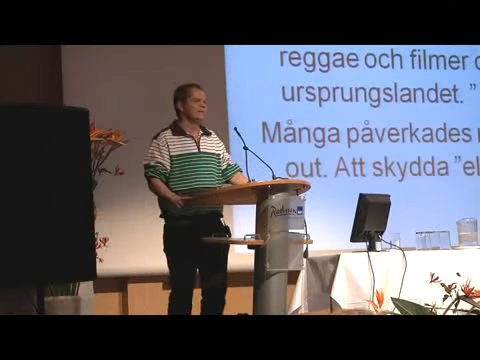 reggae och filmer
ursprungslandet."
Många påverkades
out. Att skydda "el
Radisson